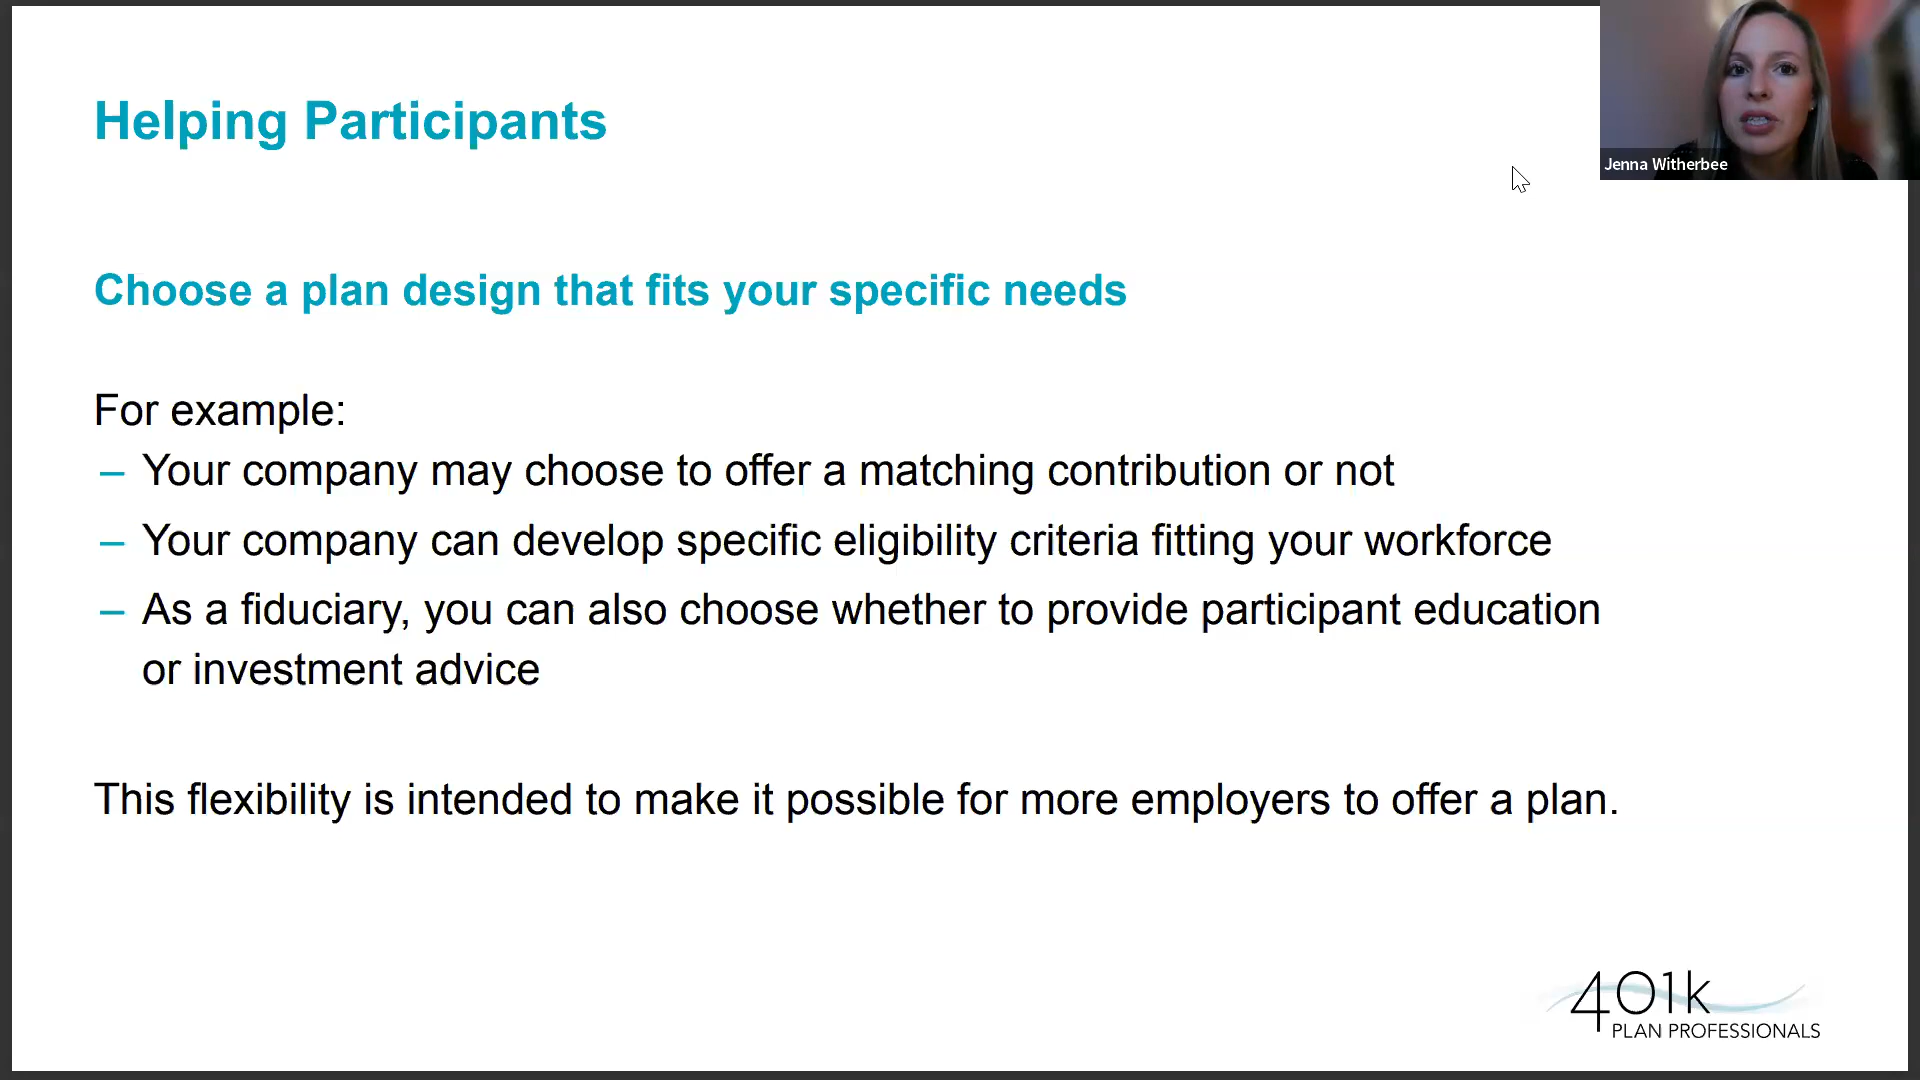 Helping Participants
Jenna Witherbee
Choose a plan design that fits your specific needs
For example:
– Your company may choose to offer a matching contribution or not
– Your company can develop specific eligibility criteria fitting your workforce
– As a fiduciary, you can also choose whether to provide participant education
or investment advice
This flexibility is intended to make it possible for more employers to offer a plan.
401k
PLAN PROFESSIONALS